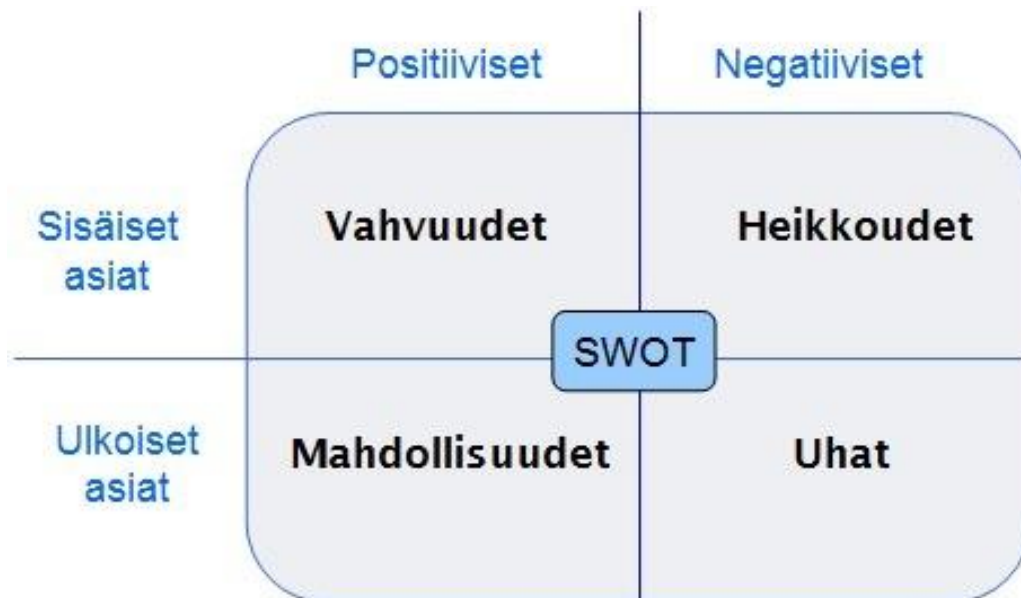 Positiiviset Negatiiviset
Sisäiset
asiat
Vahvuudet Heikkoudet
SWOT
Ulkoiset
asiat
Mahdollisuudet Uhat